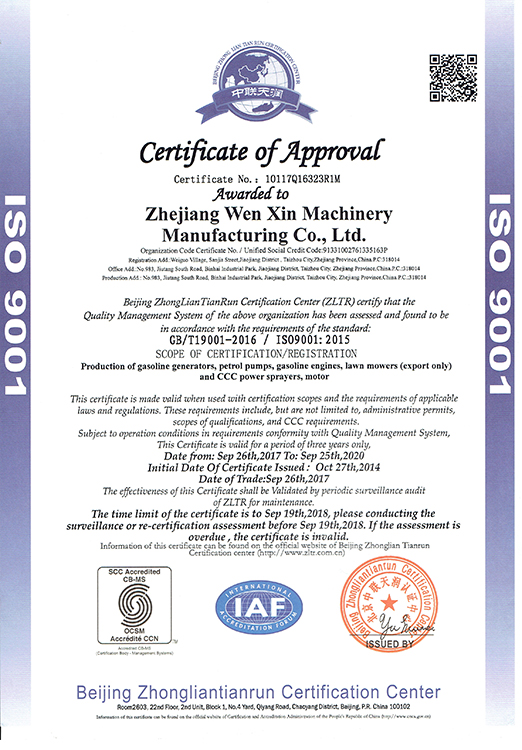 BEIJING ZHONG LIAN TIAN RUN CERTIFICATION CENTER
中联天润
Certificate of Approval
Certificate No.: 10117Q16323R1M
Awarded to
Zhejiang Wen Xin Machinery
Manufacturing Co., Ltd.
Organization Code Certificate No. / Unified Social Credit Code:91331002761335163P
Registration Add:Weiguo Village, Sanjia Street,Jiaojiang District , Taizhou City,Zhejiang Province,China.P.C:318014
Office Add.:No.983, Jiutang South Road, Binhai Industrial Park, Jiaojiang District, Taizhou City, Zhejiang Province,China.P.C:318014
Production Add.: No.983, Jiutang South Road, Binhai Industrial Park, Jiaojiang District, Taizhou City, Zhejiang Province,China.P.C:318014
Beijing ZhongLianTianRun Certification Center (ZLTR) certify that the
Quality Management System of the above organization has been assessed and found to be
in accordance with the requirements of the standard:
GB/T19001-2016 / ISO9001: 2015
SCOPE OF CERTIFICATION/REGISTRATION
Production of gasoline generators, petrol pumps, gasoline engines, lawn mowers (export only)
and CCC power sprayers, motor
This certificate is made valid when used with certification scopes and the requirements of applicable
laws and regulations. These requirements include, but are not limited to, administrative permits,
scopes of qualifications, and CCC requirements.
Subject to operation conditions in requirements conformity with Quality Management System,
This Certificate is valid for a period of three years only,
Date from: Sep 26th,2017 To: Sep 25th,2020
Initial Date Of Certificate Issued : Oct 27th,2014
Date of Trade:Sep 26th,2017
The effectiveness of this Certificate shall be Validated by periodic surveillance audit
of ZLTR for maintenance.
The time limit of the certificate is to Sep 19th,2018, please conducting the
surveillance or re-certification assessment before Sep 19th,2018. If the assessment is
overdue , the certificate is invalid.
Information of this certificate can be found on the official website of Beijing Zhonglian Tianrun
Certification center (http://www.zltr.com.cn)
ISO 9001
ISO 9001
SCC Accredited
CB-MS
OCSM
Accrédité CCN
TM
Accredited CB-MS
(Certification Body - Management Systems)
INTERNATIONAL
IAF
ACCREDITATION FORUM
Beijing Zhongliantianrun Certification
北京中联天润认证中心
ISSUED BY
Beijing Zhongliantianrun Certification Center
Room2603. 22nd Floor, 2nd Unit, Block 1, No.4 Yard, Qiyang Road, Chaoyang District, Beijing, P.R. China 100102
Information of this certificate can be found on the official website of Certification and Accreditation Administration of the People's Republic of China (http://www.cnca.gov.cn)